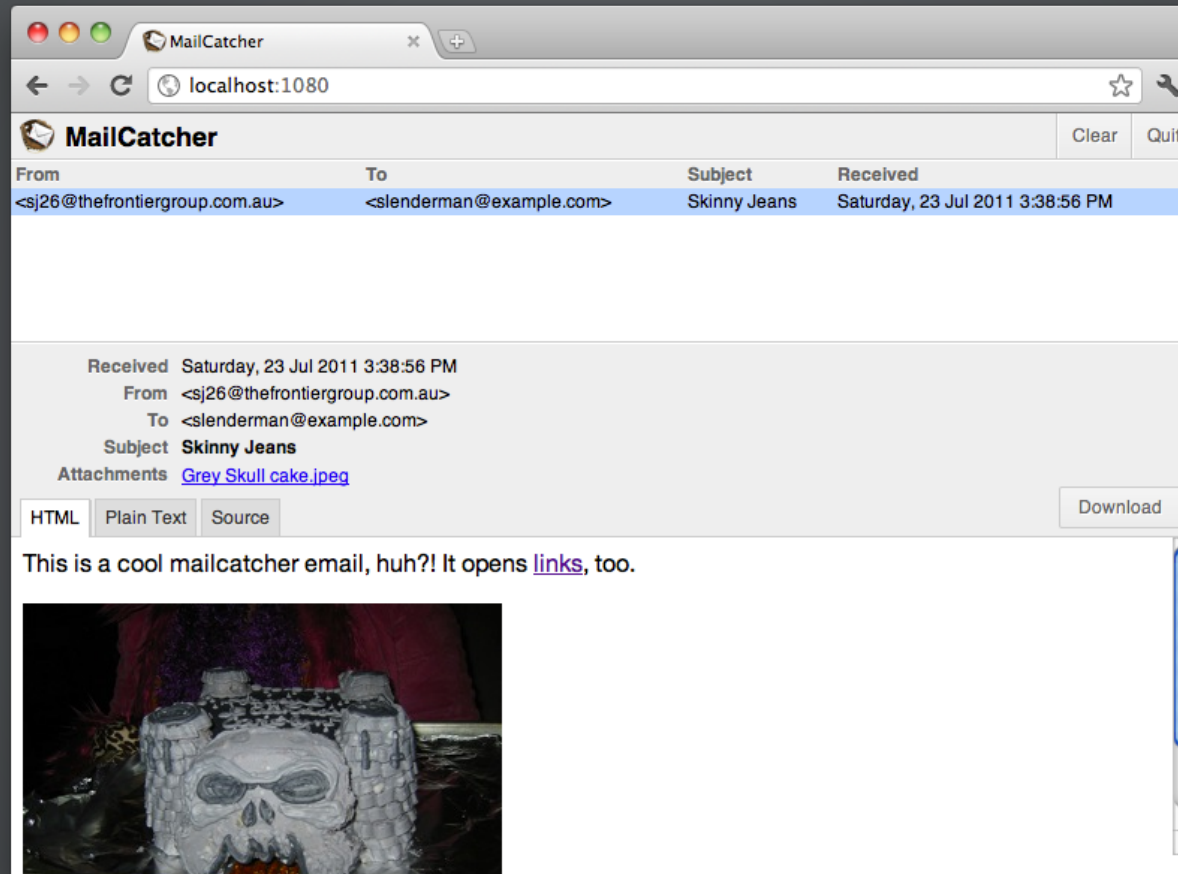 MailCatcher
localhost:1080
MailCatcher Clear Quit
From To Subject Received
<sj26@thefrontiergroup.com.au> <slenderman@example.com> Skinny Jeans Saturday, 23 Jul 2011 3:38:56 PM
Received Saturday, 23 Jul 2011 3:38:56 PM
From <sj26@thefrontiergroup.com.au>
To <slenderman@example.com>
Subject Skinny Jeans
Attachments Grey Skull cake.jpeg
HTML Plain Text Source Download
This is a cool mailcatcher email, huh?! It opens links, too.